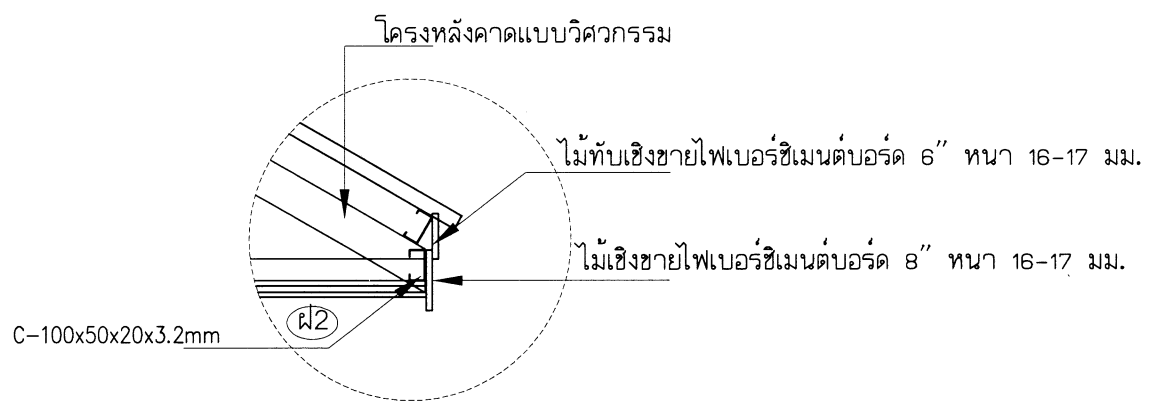 โครงหลังคาดแบบวิศวกรรม
ไม้ทับเชิงชายไฟเบอร์ซิเมนต์บอร์ด 6" หนา 16-17 มม.
ไม้เชิงชายไฟเบอร์ซิเมนต์บอร์ด 8" หนา 16-17 มม.
ฝ2
C-100x50x20x3.2mm